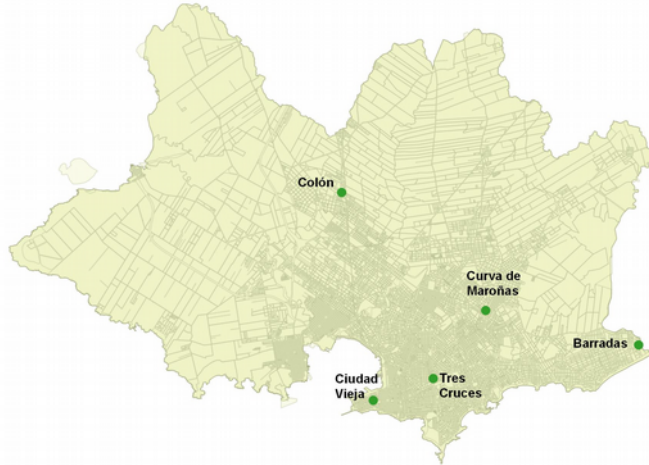 Colón
Curva de
Maroñas
Barradas
Ciudad
Vieja
Tres
Cruces